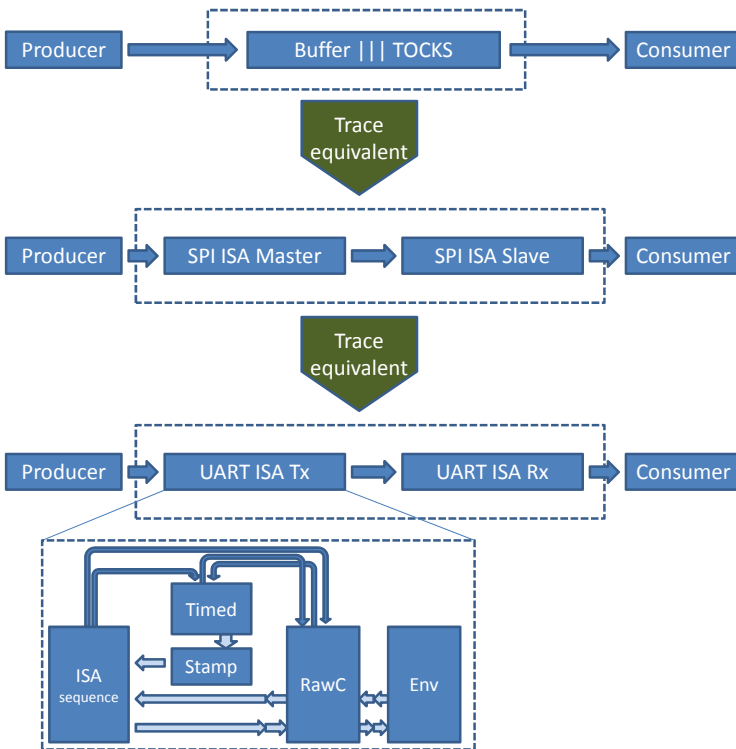 Producer
Buffer ||| TOCKS
Consumer
Trace
equivalent
Producer
SPI ISA Master
SPI ISA Slave
Consumer
Trace
equivalent
Producer
UART ISA Tx
UART ISA Rx
Consumer
Timed
Stamp
ISA
sequence
RawC
Env